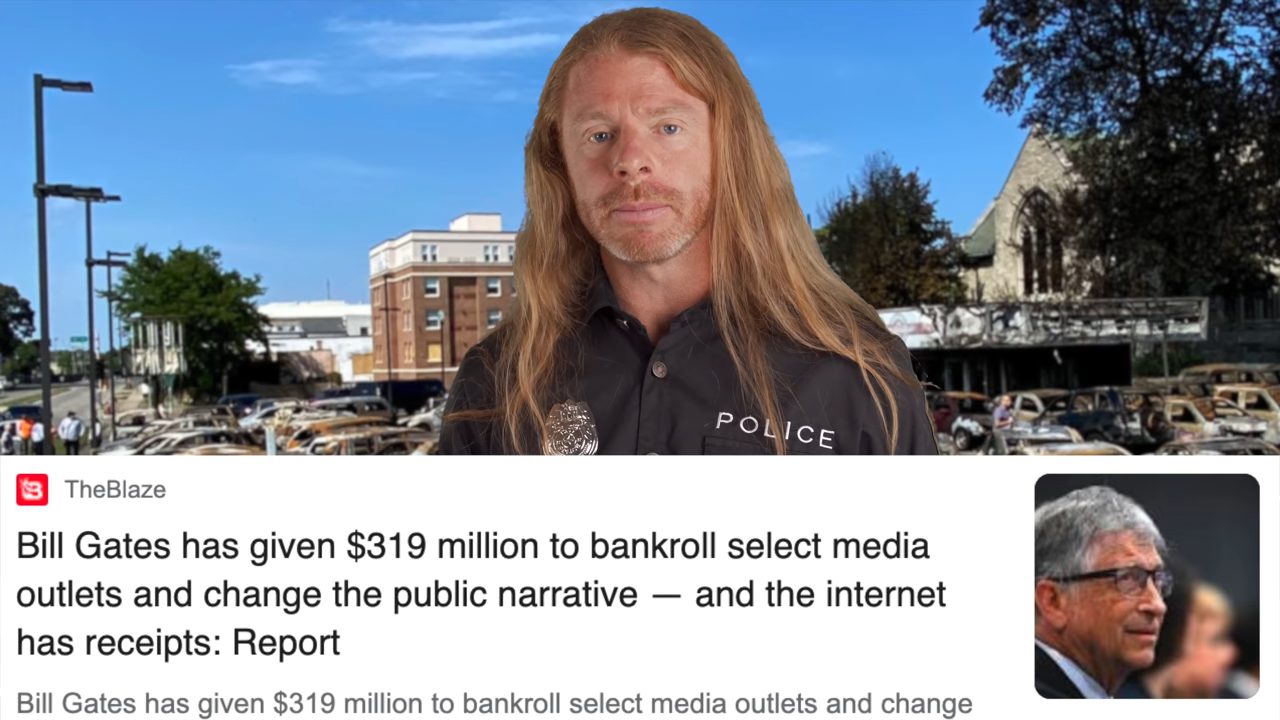 POLICE
TheBlaze
Bill Gates has given $319 million to bankroll select media
outlets and change the public narrative — and the internet
has receipts: Report
Bill Gates has given $319 million to bankroll select media outlets and change